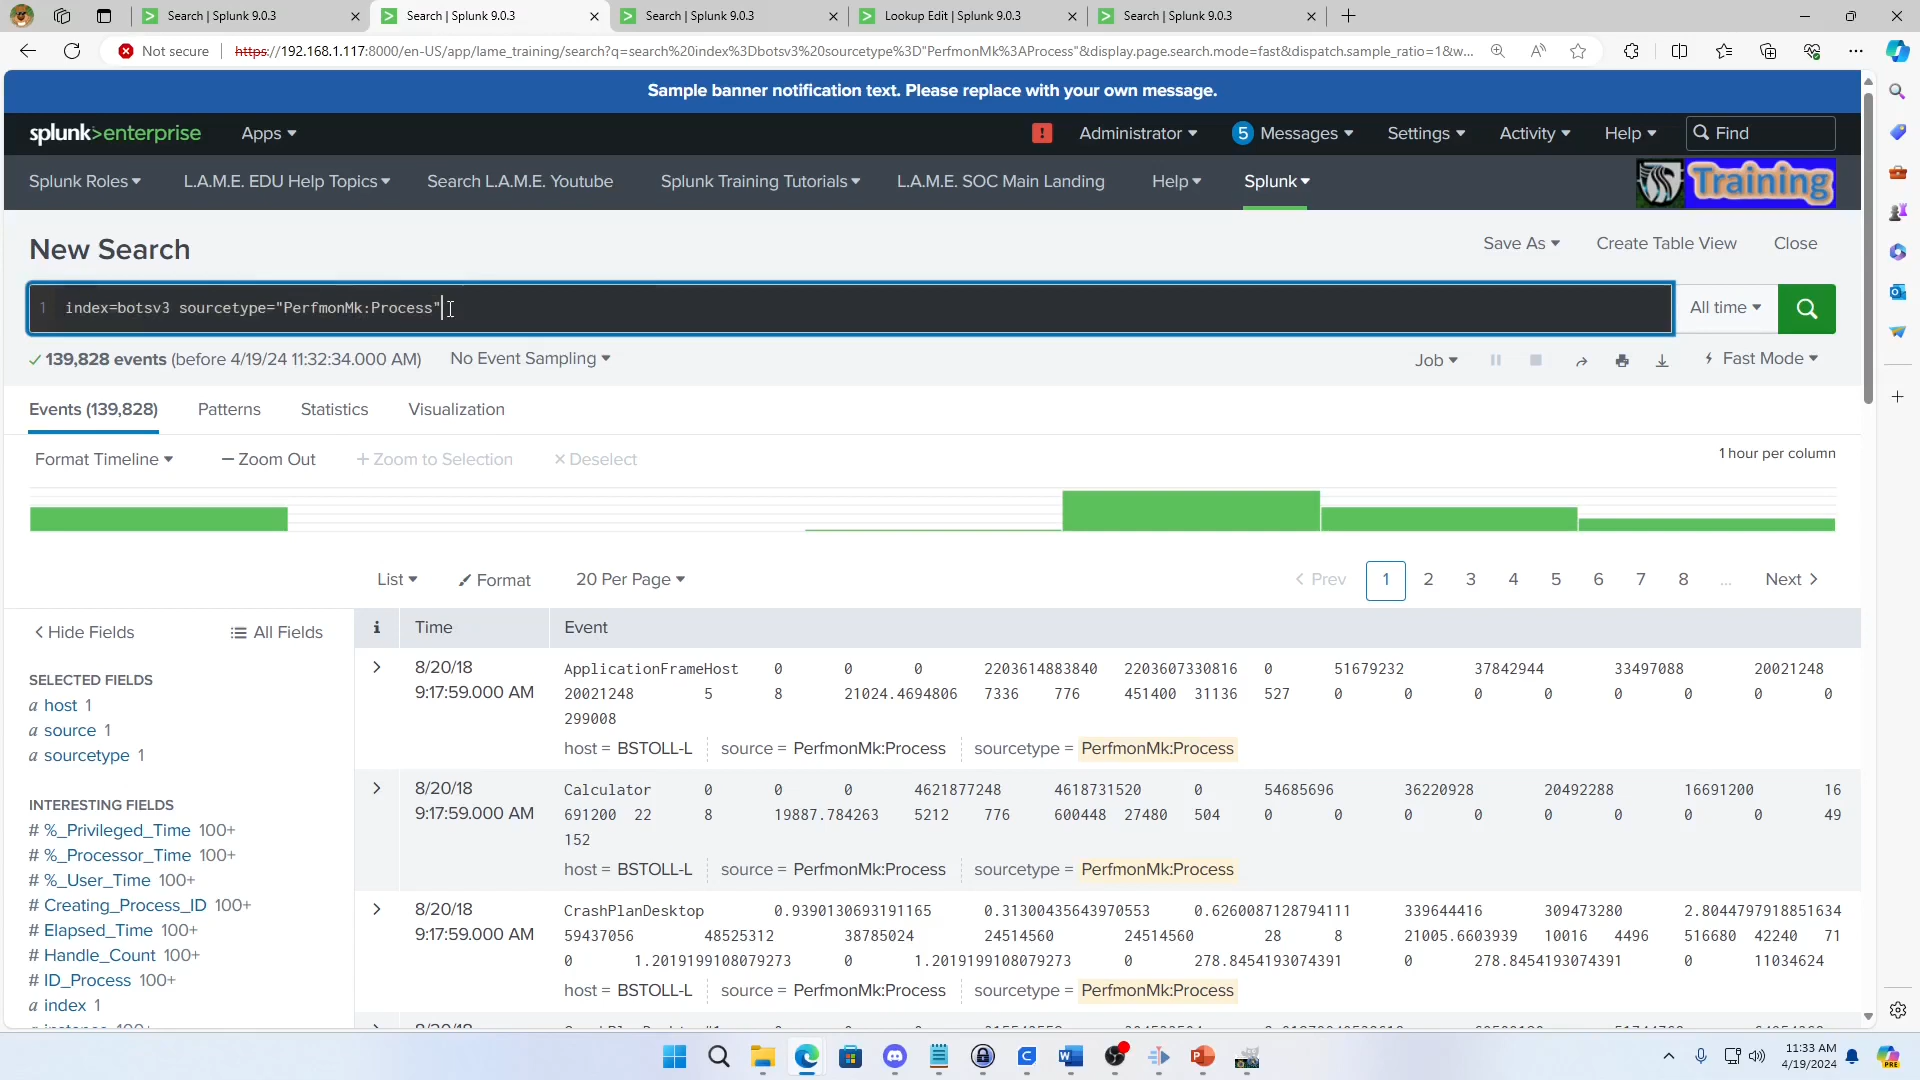 Search | Splunk 9.0.3
Search | Splunk 9.0.3
Search | Splunk 9.0.3
Lookup Edit | Splunk 9.0.3
Search | Splunk 9.0.3
Not secure
https://192.168.1.117:8000/en-US/app/lame_training/search?q=search%20index%3Dbotsv3%20sourcetype%3D"PerfmonMk%3AProcess"&display.page.search.mode=fast&dispatch.sample_ratio=1&w...
Sample banner notification text. Please replace with your own message.
splunk>enterprise Apps ! Administrator 5 Messages Settings Activity Help Find
Splunk Roles L.A.M.E. EDU Help Topics Search L.A.M.E. Youtube Splunk Training Tutorials L.A.M.E. SOC Main Landing Help Splunk Training
New Search Save As Create Table View Close
1 index=botsv3 sourcetype="PerfmonMk:Process" All time
139,828 events (before 4/19/24 11:32:34.000 AM) No Event Sampling Job Fast Mode
Events (139,828) Patterns Statistics Visualization
Format Timeline — Zoom Out + Zoom to Selection × Deselect 1 hour per column
List Format 20 Per Page < Prev 1 2 3 4 5 6 7 8 ... Next >
< Hide Fields All Fields
SELECTED FIELDS
a host 1
a source 1
a sourcetype 1
INTERESTING FIELDS
# %_Privileged_Time 100+
# %_Processor_Time 100+
# %_User_Time 100+
# Creating_Process_ID 100+
# Elapsed_Time 100+
# Handle_Count 100+
# ID_Process 100+
a index 1
i Time Event
8/20/18
9:17:59.000 AM
ApplicationFrameHost 0 0 0 2203614883840 2203607330816 0 51679232 37842944 33497088 20021248
20021248 5 8 21024.4694806 7336 776 451400 31136 527 0 0 0 0 0 0 0 0
299008
host = BSTOLL-L source = PerfmonMk:Process sourcetype = PerfmonMk:Process
8/20/18
9:17:59.000 AM
Calculator 0 0 0 4621877248 4618731520 0 54685696 36220928 20492288 16691200 16
691200 22 8 19887.784263 5212 776 600448 27480 504 0 0 0 0 0 0 0 49
152
host = BSTOLL-L source = PerfmonMk:Process sourcetype = PerfmonMk:Process
8/20/18
9:17:59.000 AM
CrashPlanDesktop 0.9390130693191165 0.31300435643970553 0.6260087128794111 339644416 309473280 2.8044797918851634
59437056 48525312 38785024 24514560 24514560 28 8 21005.6603939 10016 4496 516680 42240 71
0 1.2019199108079273 0 1.2019199108079273 0 278.8454193074391 0 278.8454193074391 0 11034624
host = BSTOLL-L source = PerfmonMk:Process sourcetype = PerfmonMk:Process
11:33 AM
4/19/2024